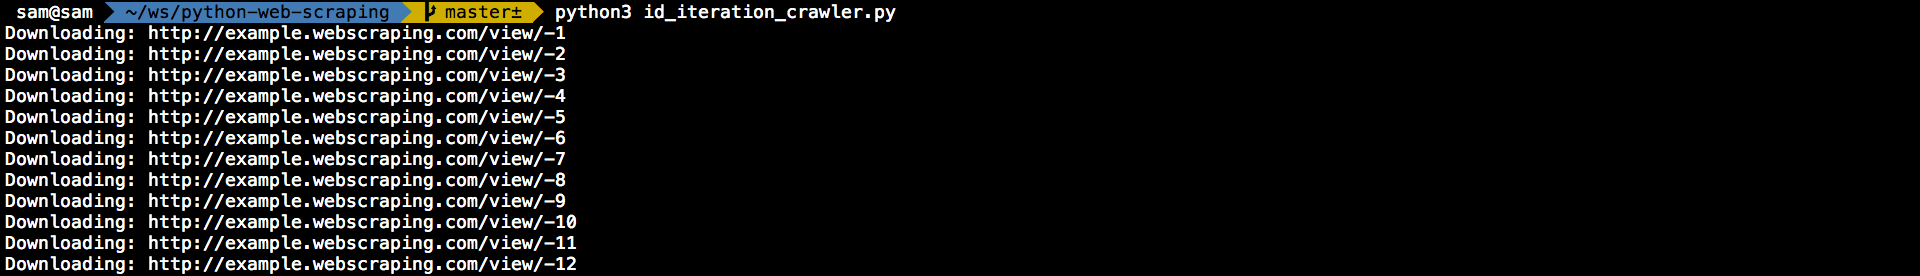 sam@sam ~/ws/python-web-scraping master± python3 id_iteration_crawler.py
Downloading: http://example.webscraping.com/view/-1
Downloading: http://example.webscraping.com/view/-2
Downloading: http://example.webscraping.com/view/-3
Downloading: http://example.webscraping.com/view/-4
Downloading: http://example.webscraping.com/view/-5
Downloading: http://example.webscraping.com/view/-6
Downloading: http://example.webscraping.com/view/-7
Downloading: http://example.webscraping.com/view/-8
Downloading: http://example.webscraping.com/view/-9
Downloading: http://example.webscraping.com/view/-10
Downloading: http://example.webscraping.com/view/-11
Downloading: http://example.webscraping.com/view/-12